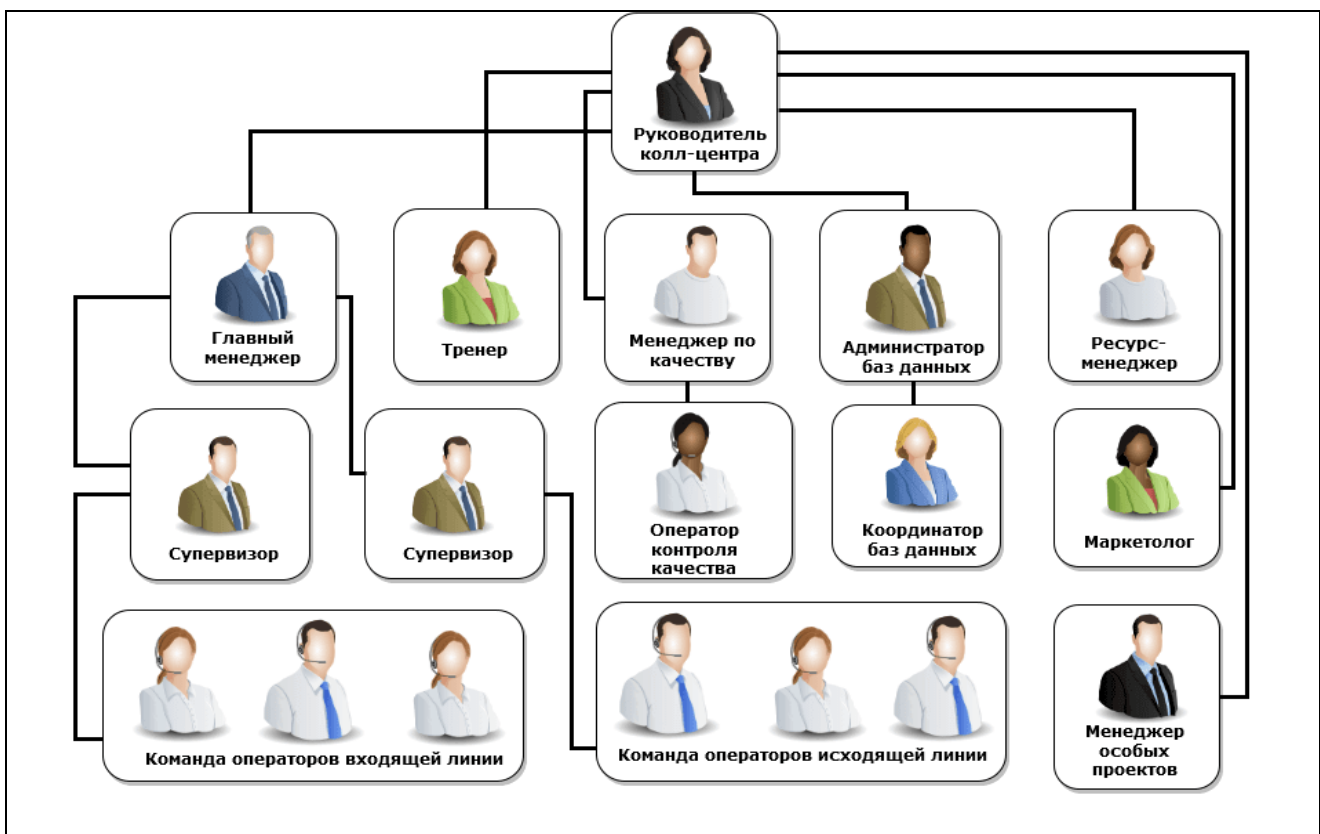 Руководитель
колл-центра
Главный
менеджер
Тренер
Менеджер по
качеству
Администратор
баз данных
Ресурс-
менеджер
Супервизор
Супервизор
Оператор
контроля
качества
Координатор
баз данных
Маркетолог
Команда операторов входящей линии
Команда операторов исходящей линии
Менеджер
особых
проектов